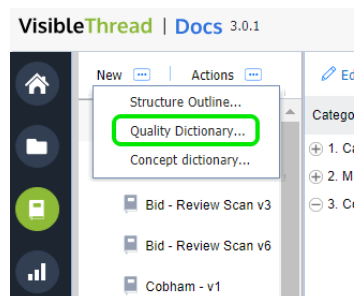 VisibleThread | Docs 3.0.1
New Actions Ed
Structure Outline...
Quality Dictionary...
Concept dictionary...
Catego
1. Ca
2. M
3. Co
Bid - Review Scan v3
Bid - Review Scan v6
Cobham - v1